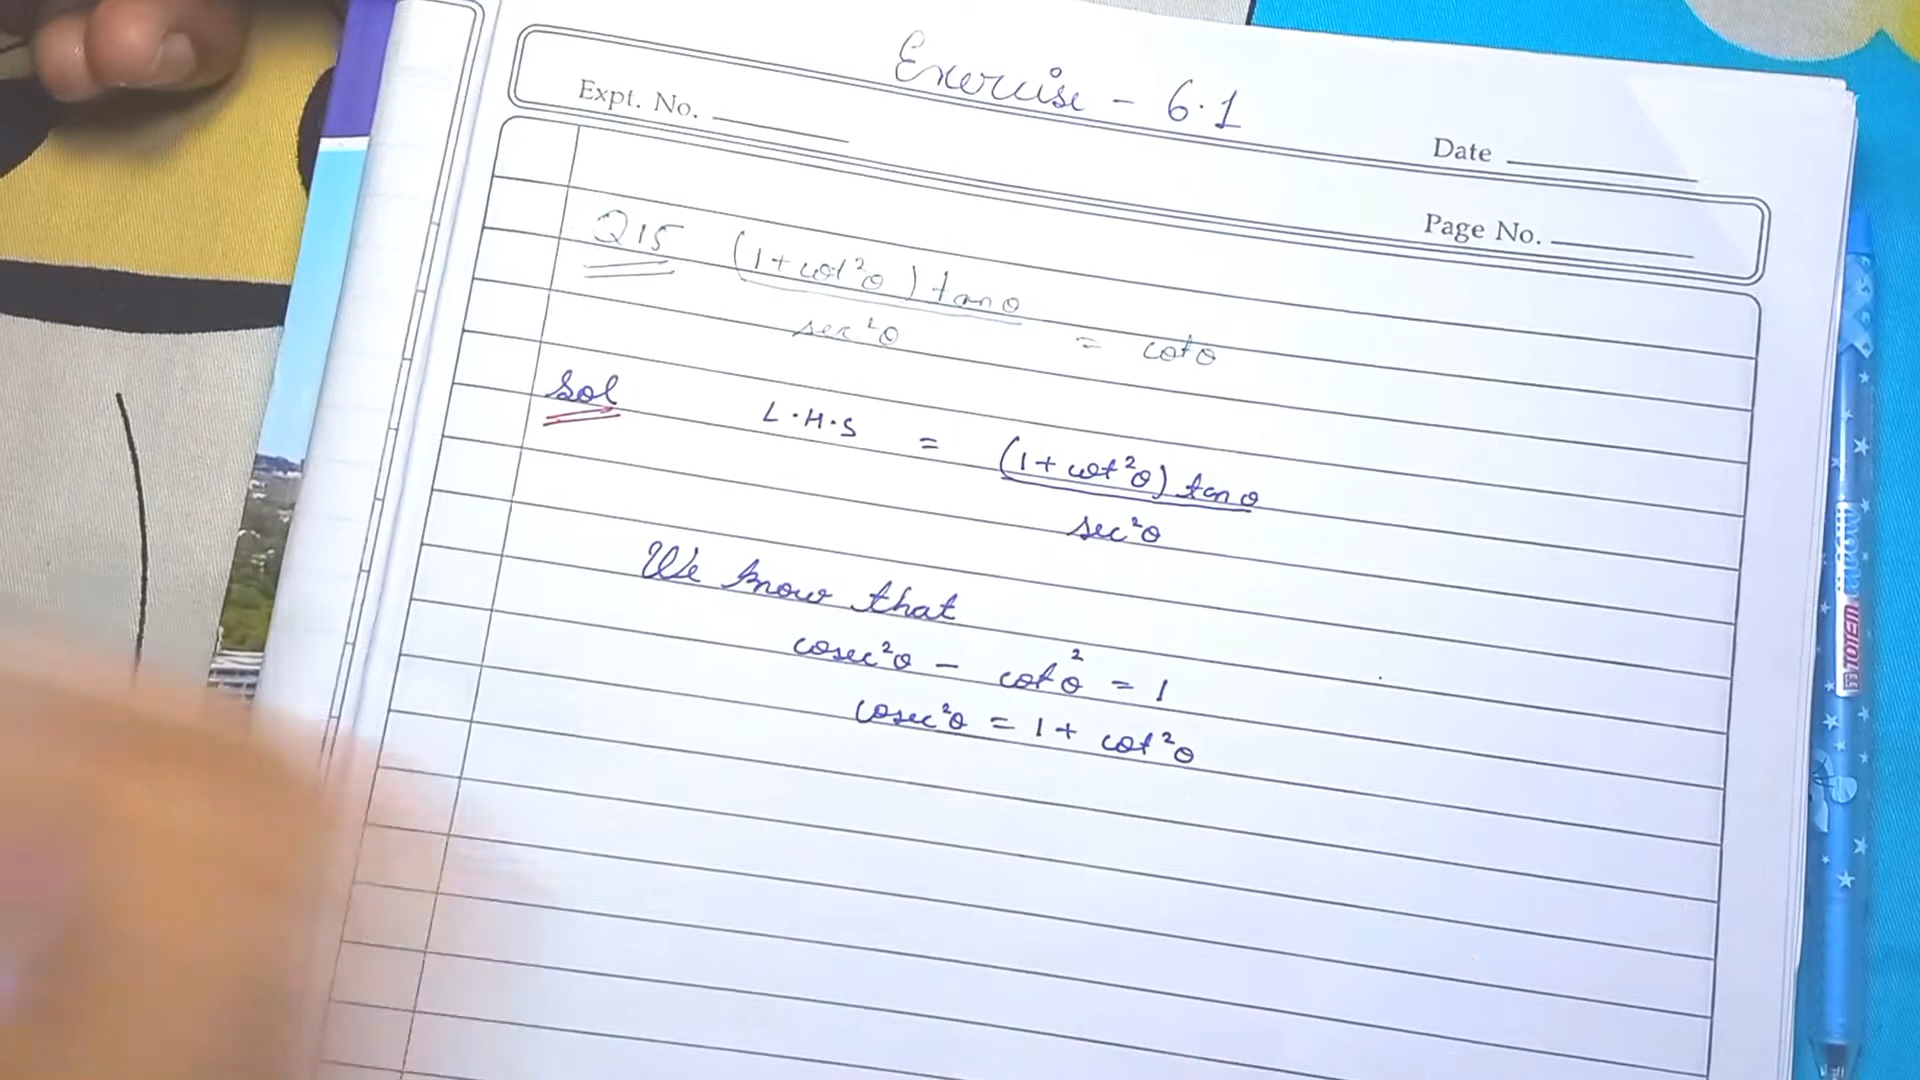 Exercise - 6.1
Expt. No.
Date
Page No.
Q15 (1 + cot²θ) tanθ
sec²θ = cotθ
Sol L.H.S = (1 + cot²θ) tanθ
sec²θ
We know that
cosec²θ - cot²θ = 1
cosec²θ = 1 + cot²θ
TOTEM